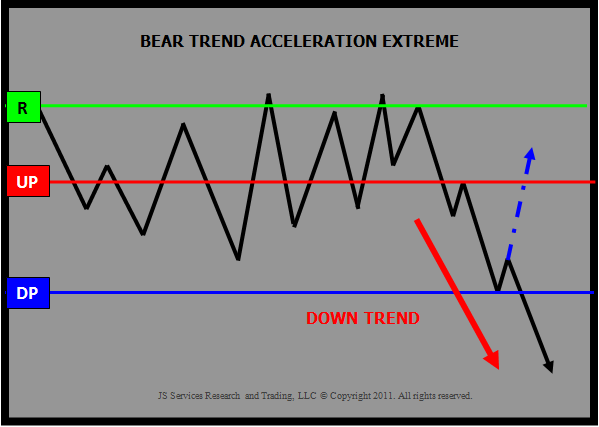 BEAR TREND ACCELERATION EXTREME
R
UP
DP
DOWN TREND
JS Services Research and Trading, LLC © Copyright 2011. All rights reserved.